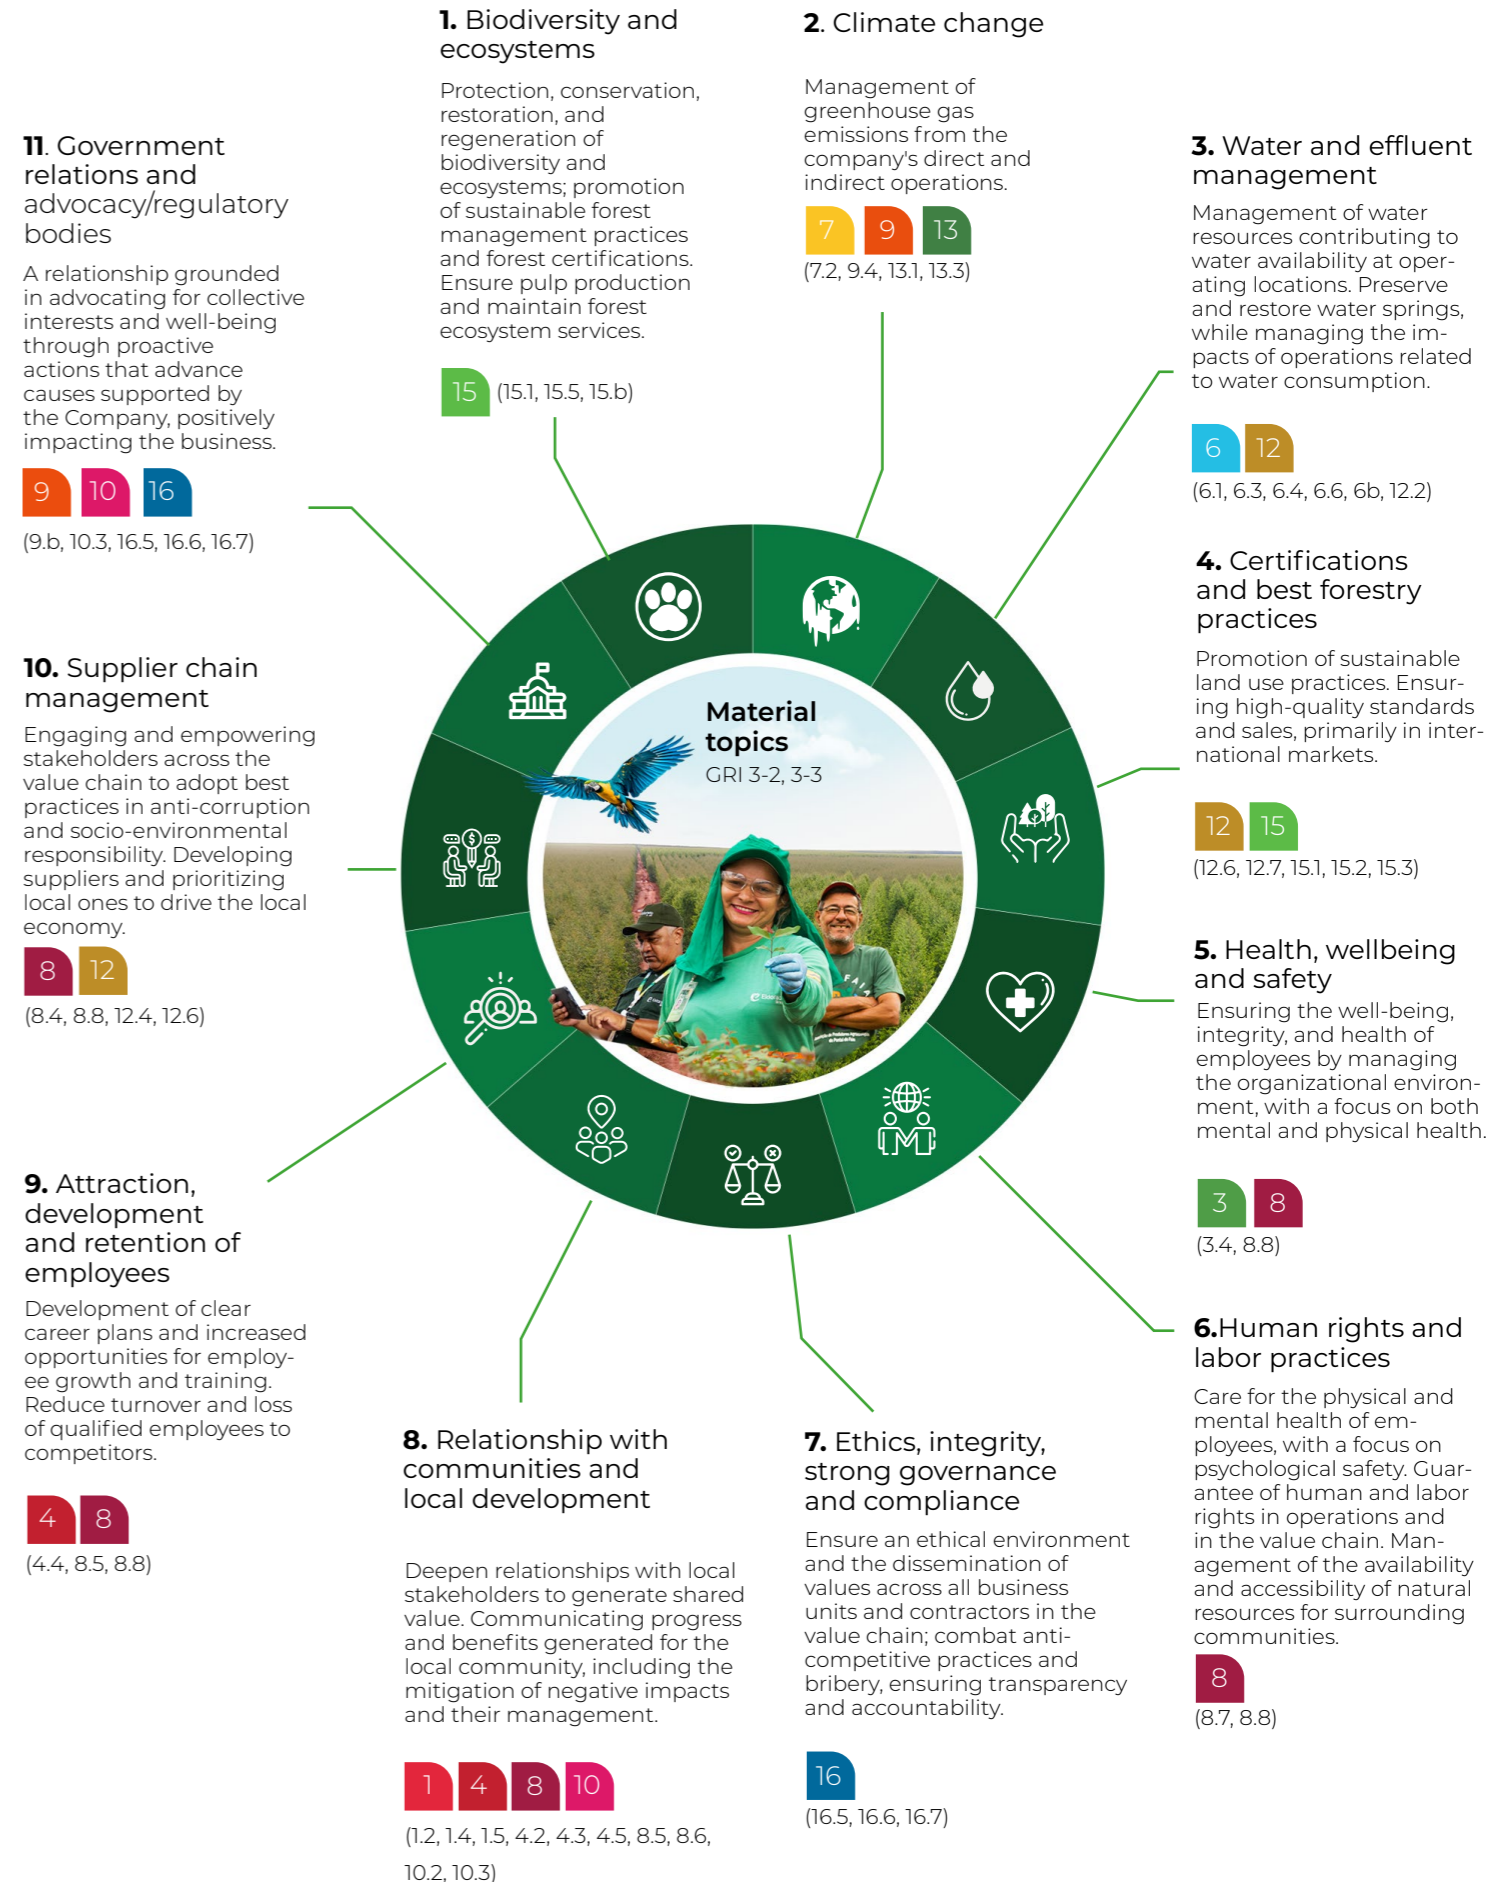 1. Biodiversity and
ecosystems
Protection, conservation,
restoration, and
regeneration of
biodiversity and
ecosystems; promotion
of sustainable forest
management practices
and forest certifications.
Ensure pulp production
and maintain forest
ecosystem services.
15 (15.1, 15.5, 15.b)
2. Climate change
Management of
greenhouse gas
emissions from the
company's direct and
indirect operations.
7 9 13
(7.2, 9.4, 13.1, 13.3)
3. Water and effluent
management
Management of water
resources contributing to
water availability at oper-
ating locations. Preserve
and restore water springs,
while managing the im-
pacts of operations related
to water consumption.
6 12
(6.1, 6.3, 6.4, 6.6, 6b, 12.2)
4. Certifications
and best forestry
practices
Promotion of sustainable
land use practices. Ensur-
ing high-quality standards
and sales, primarily in inter-
national markets.
12 15
(12.6, 12.7, 15.1, 15.2, 15.3)
5. Health, wellbeing
and safety
Ensuring the well-being,
integrity, and health of
employees by managing
the organizational environ-
ment, with a focus on both
mental and physical health.
3 8
(3.4, 8.8)
6.Human rights and
labor practices
Care for the physical and
mental health of em-
ployees, with a focus on
psychological safety. Guar-
antee of human and labor
rights in operations and
in the value chain. Man-
agement of the availability
and accessibility of natural
resources for surrounding
communities.
8
(8.7, 8.8)
7. Ethics, integrity,
strong governance
and compliance
Ensure an ethical environment
and the dissemination of
values across all business
units and contractors in the
value chain; combat anti-
competitive practices and
bribery, ensuring transparency
and accountability.
16
(16.5, 16.6, 16.7)
8. Relationship with
communities and
local development
Deepen relationships with local
stakeholders to generate shared
value. Communicating progress
and benefits generated for the
local community, including the
mitigation of negative impacts
and their management.
1 4 8 10
(1.2, 1.4, 1.5, 4.2, 4.3, 4.5, 8.5, 8.6,
10.2, 10.3)
9. Attraction,
development
and retention of
employees
Development of clear
career plans and increased
opportunities for employ-
ee growth and training.
Reduce turnover and loss
of qualified employees to
competitors.
4 8
(4.4, 8.5, 8.8)
10. Supplier chain
management
Engaging and empowering
stakeholders across the
value chain to adopt best
practices in anti-corruption
and socio-environmental
responsibility. Developing
suppliers and prioritizing
local ones to drive the local
economy.
8 12
(8.4, 8.8, 12.4, 12.6)
11. Government
relations and
advocacy/regulatory
bodies
A relationship grounded
in advocating for collective
interests and well-being
through proactive
actions that advance
causes supported by
the Company, positively
impacting the business.
9 10 16
(9.b, 10.3, 16.5, 16.6, 16.7)
Material
topics
GRI 3-2, 3-3
FAIA